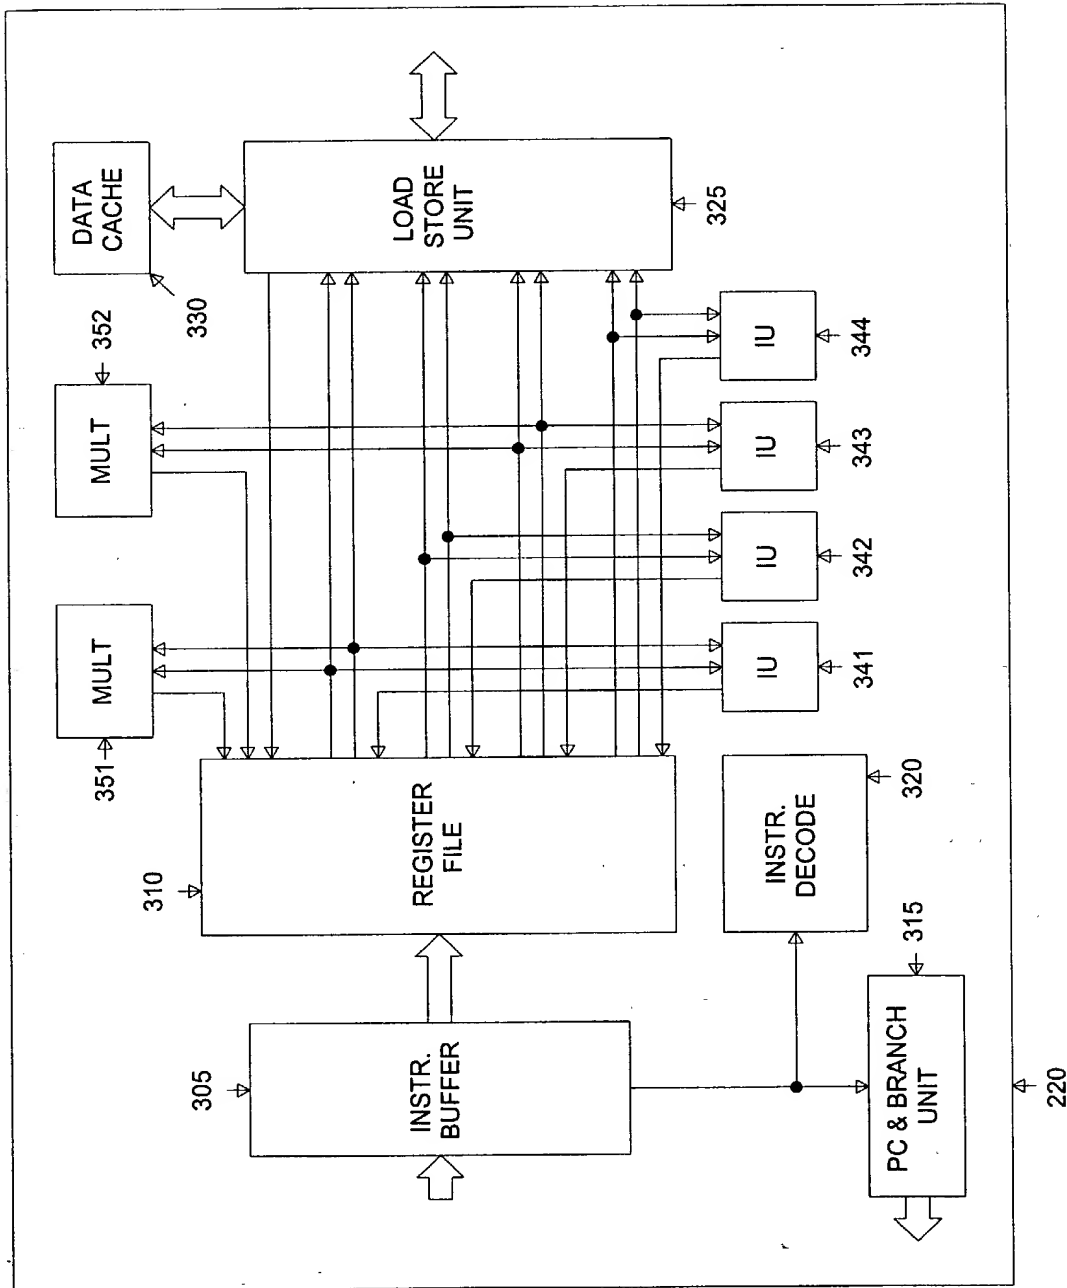 DATA
CACHE
330
LOAD
STORE
UNIT
325
352
MULT
351
MULT
IU
344
IU
343
IU
342
IU
341
310
REGISTER
FILE
INSTR.
DECODE
320
305
INSTR.
BUFFER
315
PC & BRANCH
UNIT
220